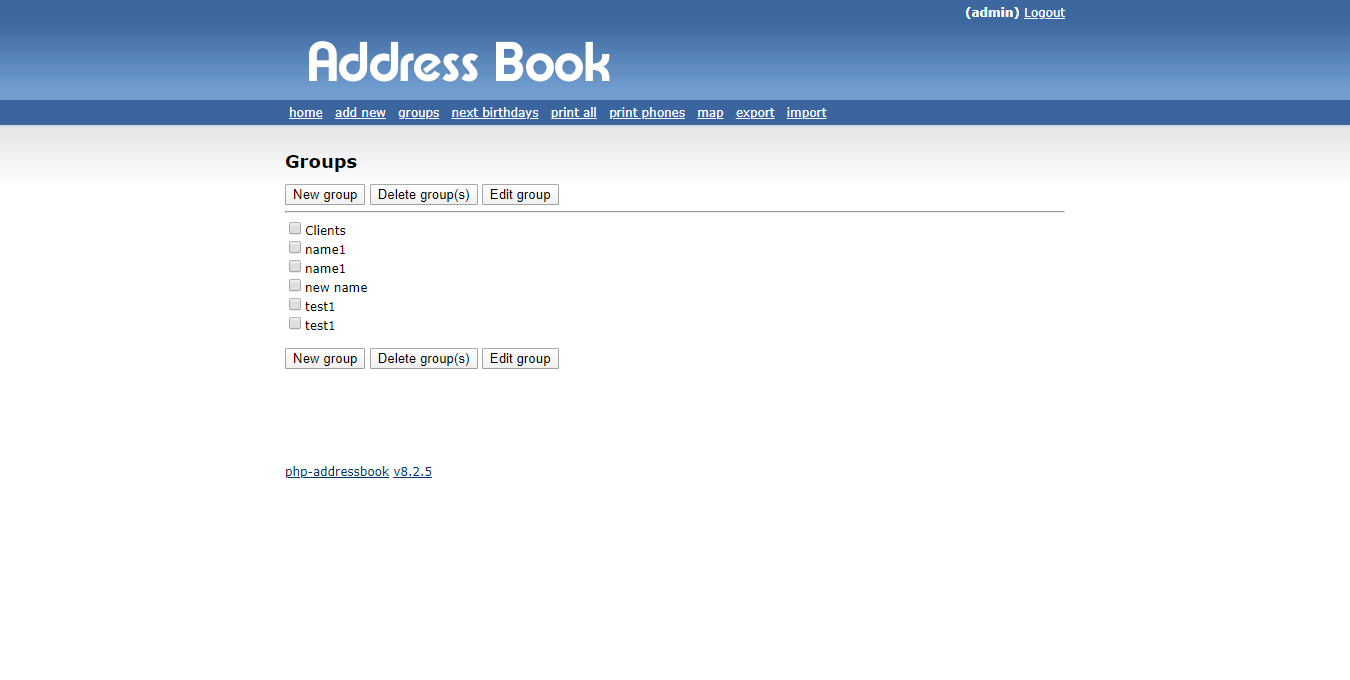 (admin) Logout
Address Book
home add new groups next birthdays print all print phones map export import
Groups
New group Delete group(s) Edit group
Clients
name1
name1
new name
test1
test1
New group Delete group(s) Edit group
php-addressbook v8.2.5